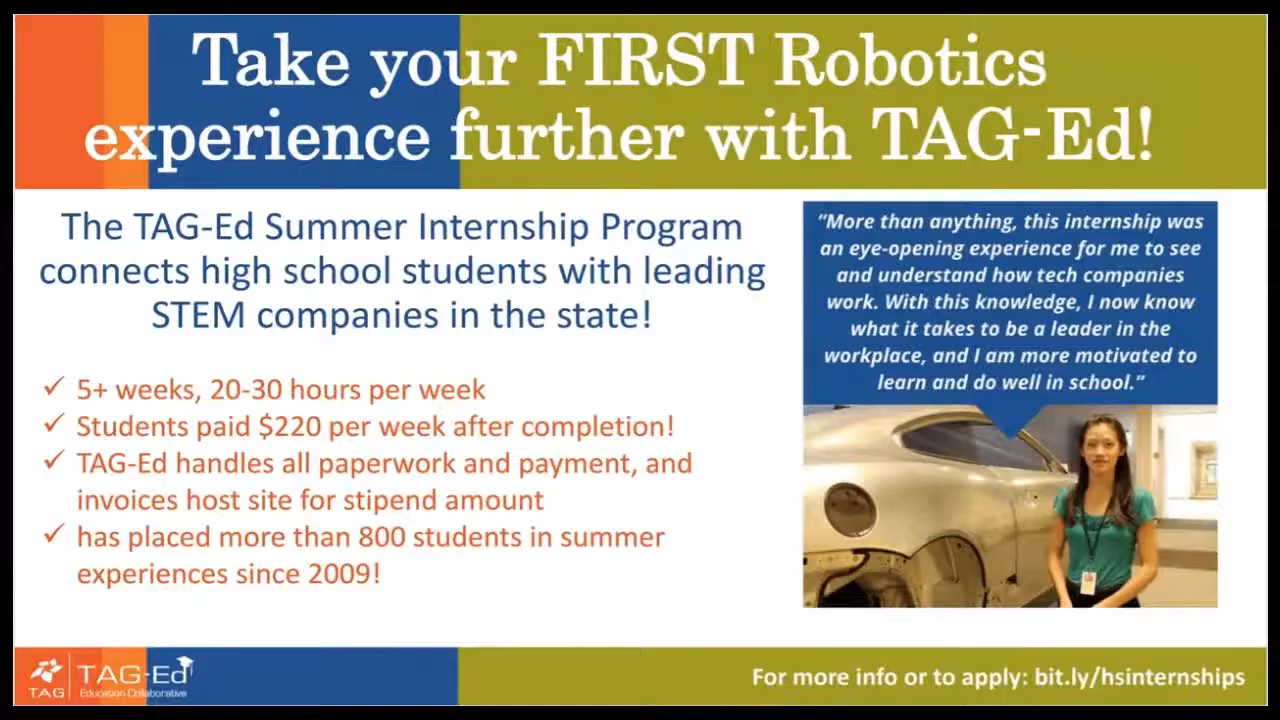 Take your FIRST Robotics
experience further with TAG-Ed!
The TAG-Ed Summer Internship Program
connects high school students with leading
STEM companies in the state!
✓ 5+ weeks, 20-30 hours per week
✓ Students paid $220 per week after completion!
✓ TAG-Ed handles all paperwork and payment, and
invoices host site for stipend amount
✓ has placed more than 800 students in summer
experiences since 2009!
“More than anything, this internship was
an eye-opening experience for me to see
and understand how tech companies
work. With this knowledge, I now know
what it takes to be a leader in the
workplace, and I am more motivated to
learn and do well in school.”
TAG
TAG-Ed
Education Collaborative
For more info or to apply: bit.ly/hsinternships